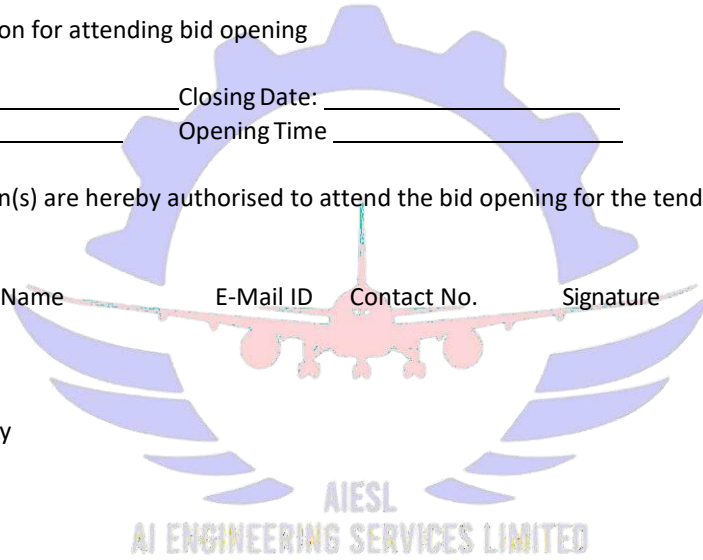 on for attending bid opening
Closing Date:
Opening Time
n(s) are hereby authorised to attend the bid opening for the tend
Name E-Mail ID Contact No. Signature
y
AIESL
AI ENGINEERING SERVICES LIMITED